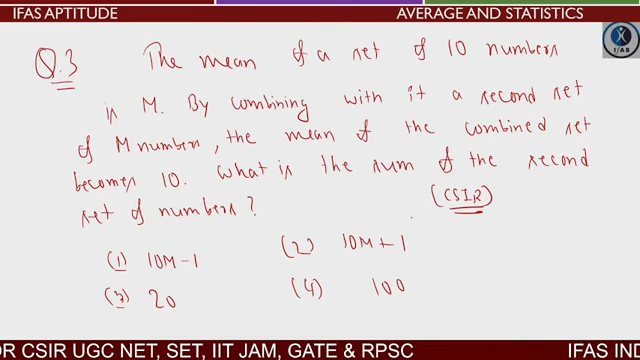 IFAS APTITUDE
AVERAGE AND STATISTICS
IFAS
Q.3 The mean of a set of 10 numbers
is M. By combining with it a second set
of M numbers, the mean of the combined set
becomes 10. What is the sum of the second
set of numbers?
(CSIR)
(1) 10M-1 (2) 10M+1
(3) 20 (4) 100
OR CSIR UGC NET, SET, IIT JAM, GATE & RPSC
IFAS IND